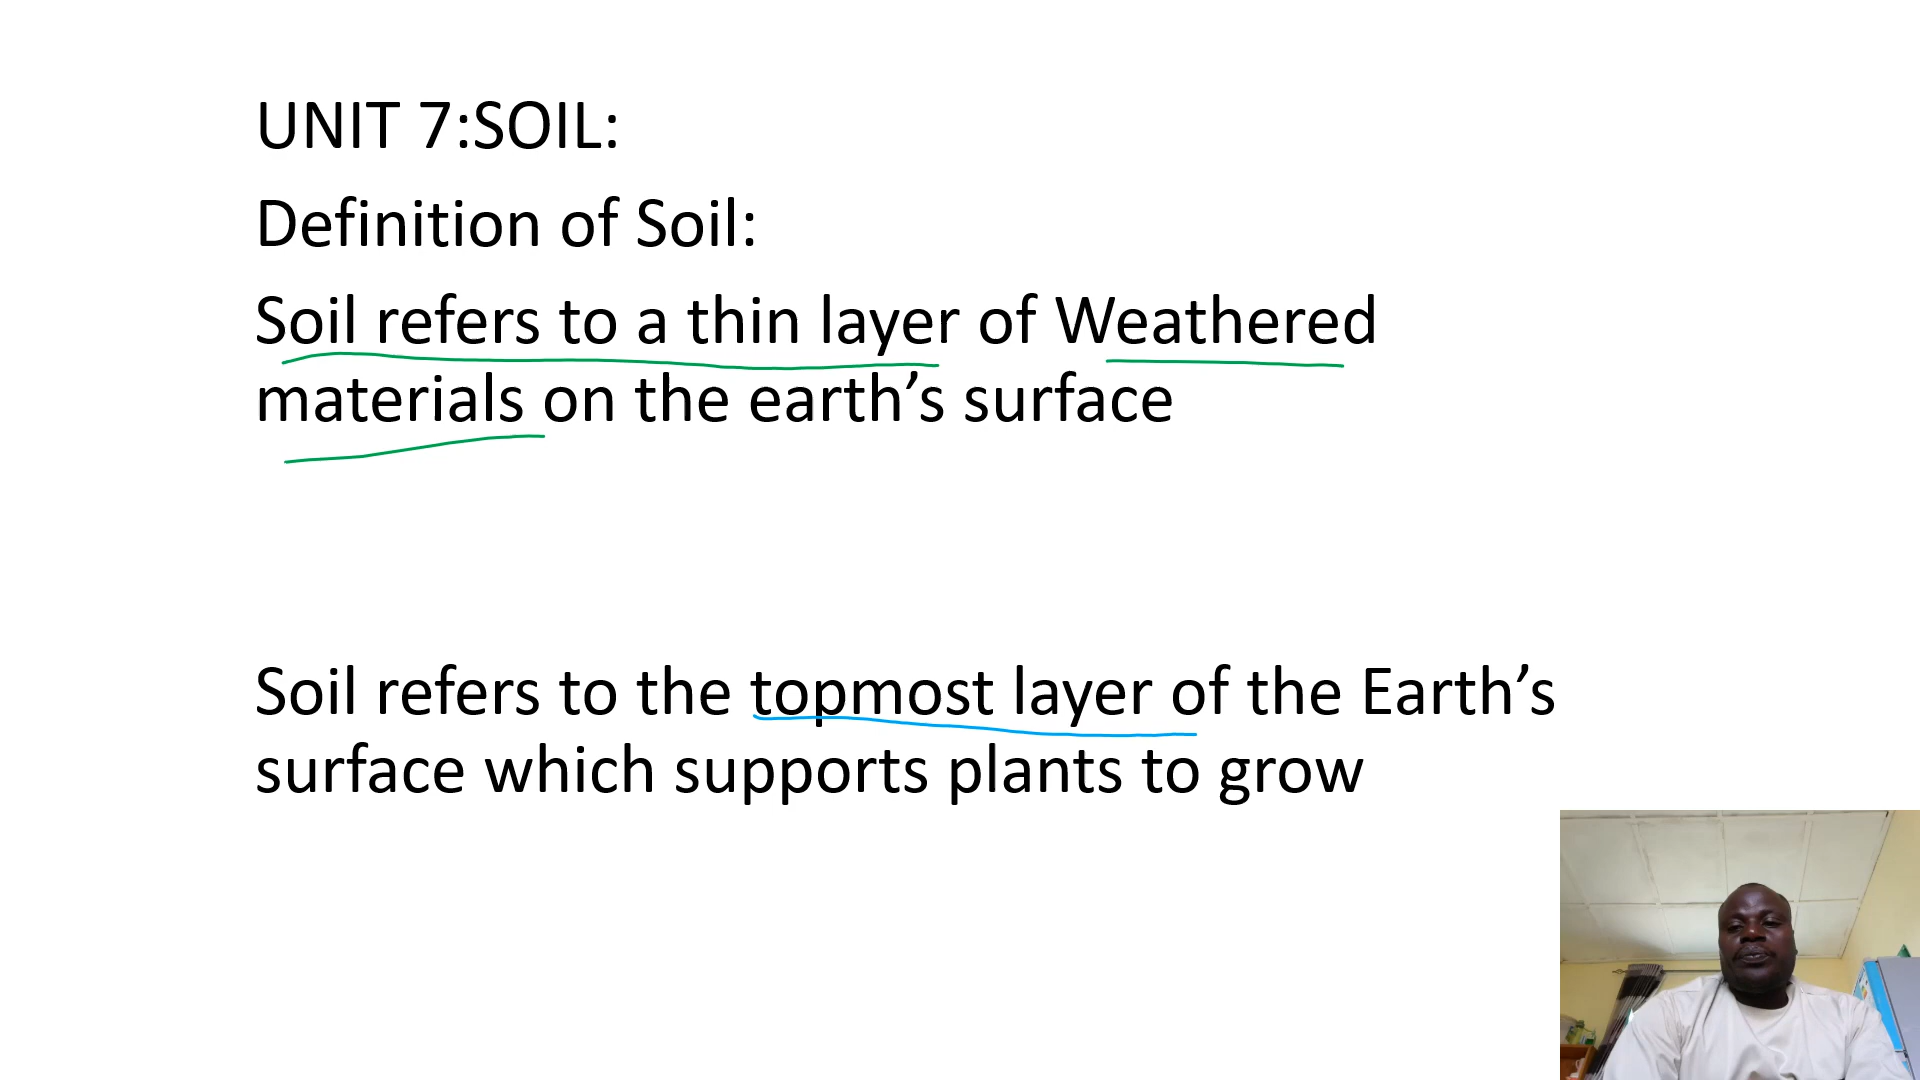 UNIT 7:SOIL:
Definition of Soil:
Soil refers to a thin layer of Weathered
materials on the earth’s surface
Soil refers to the topmost layer of the Earth’s
surface which supports plants to grow